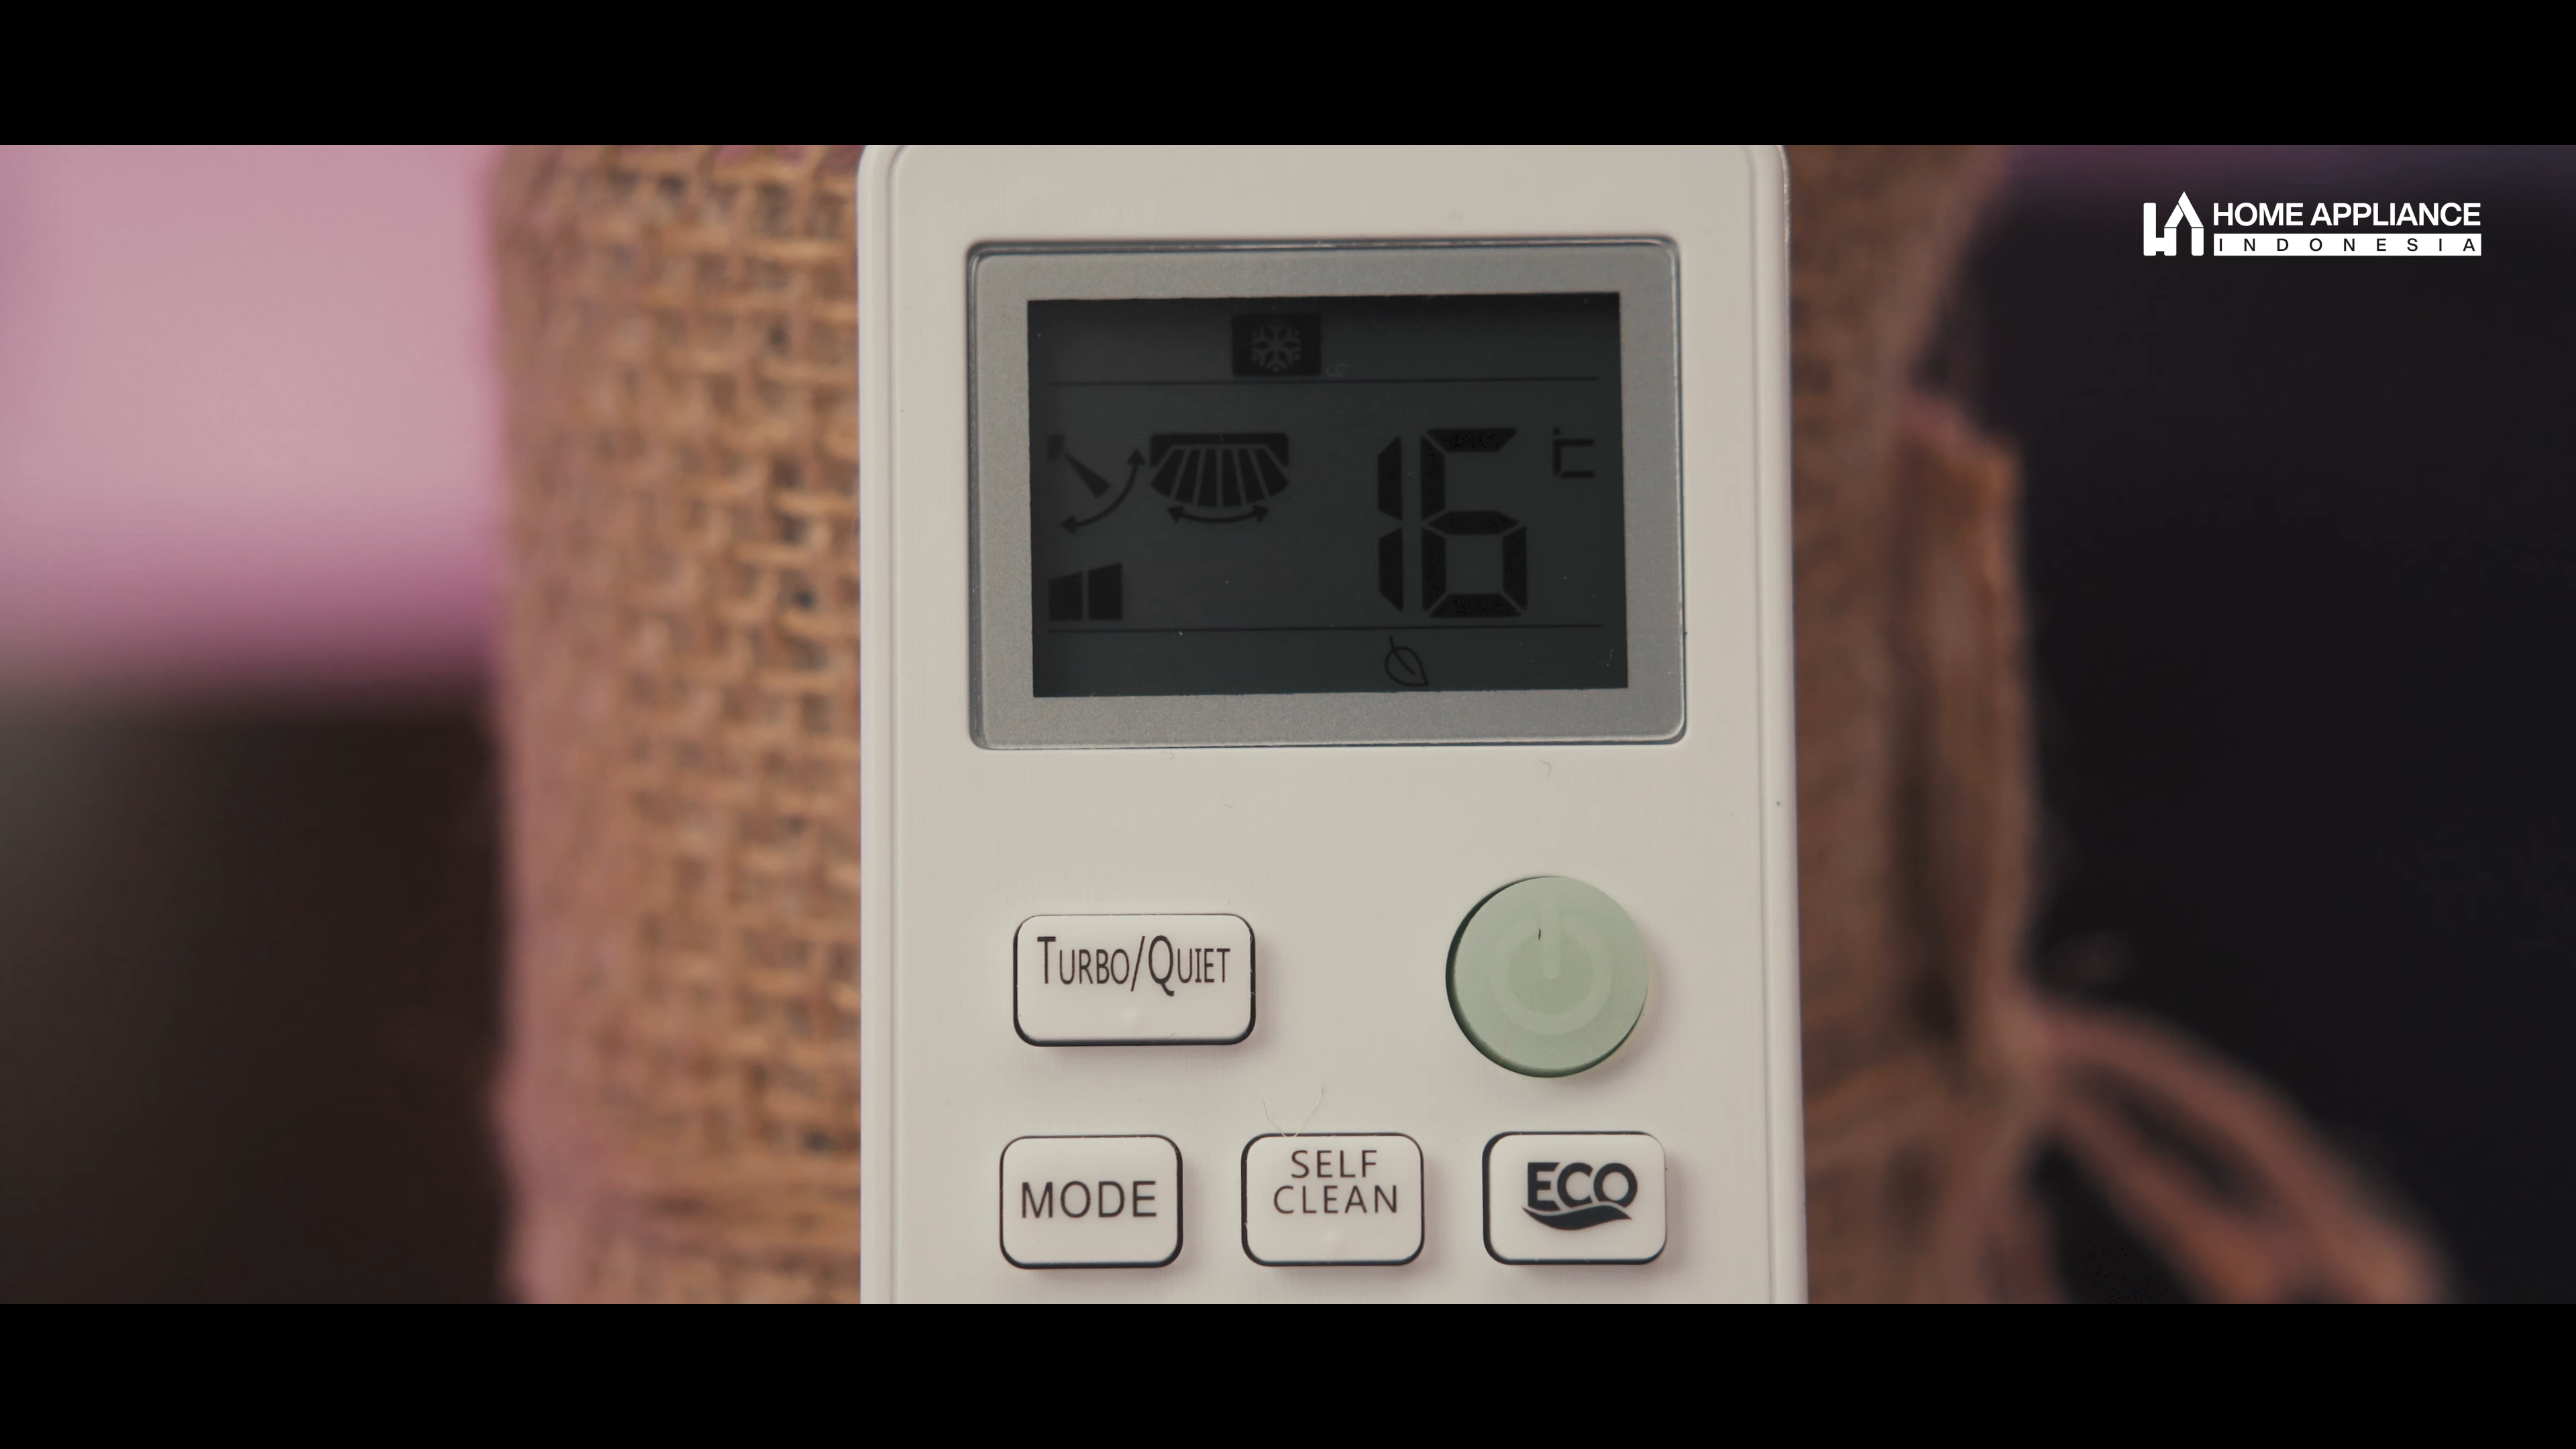 HOME APPLIANCE
INDONESIA
16 °C
TURBO/QUIET
MODE
SELF
CLEAN
ECO